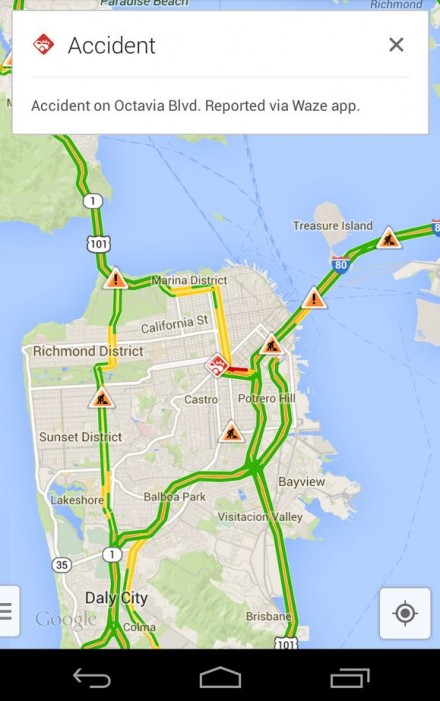 Paradise Beach
Richmond
Accident
Accident on Octavia Blvd. Reported via Waze app.
1
101
Treasure Island
80
Marina District
California St
Richmond District
Castro
Potrero Hill
Sunset District
Bayview
Lakeshore
Balboa Park
Visitacion Valley
1
35
Daly City
Google
Brisbane
Colma
101